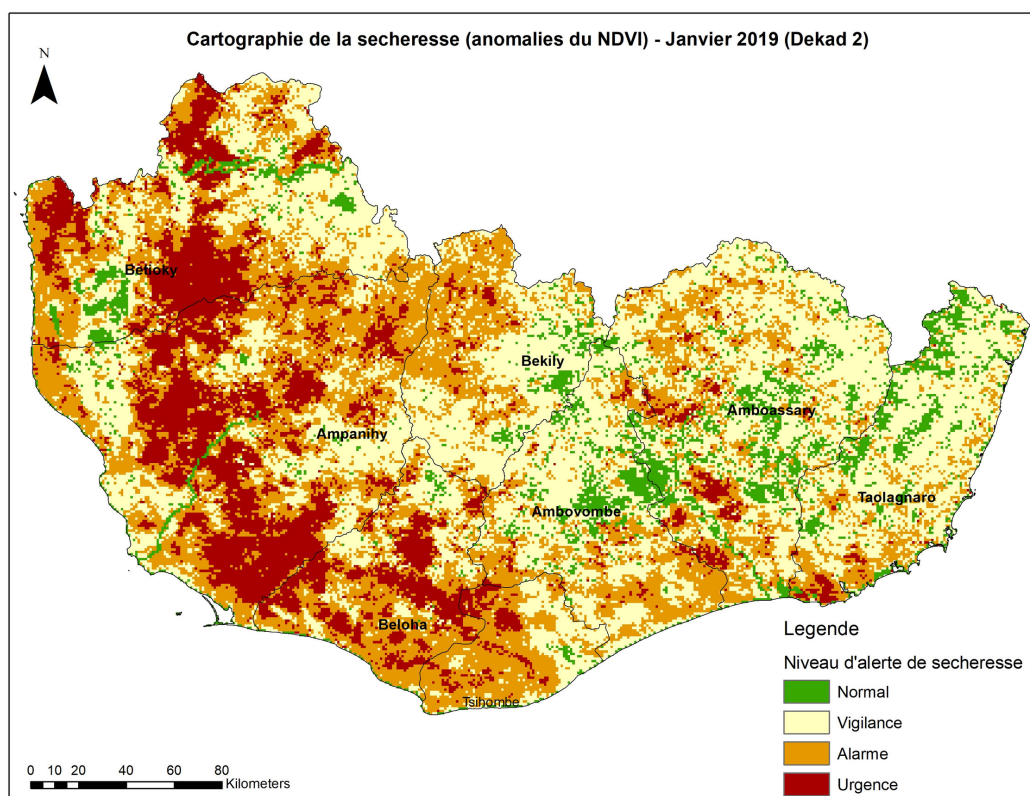 Cartographie de la secheresse (anomalies du NDVI) - Janvier 2019 (Dekad 2)
N
Betioky
Bekily
Amboassary
Ampanihy
Taolagnaro
Ambovombe
Beloha
Tsihombe
Legende
Niveau d'alerte de secheresse
Normal
Vigilance
Alarme
Urgence
0 10 20 40 60 80
Kilometers